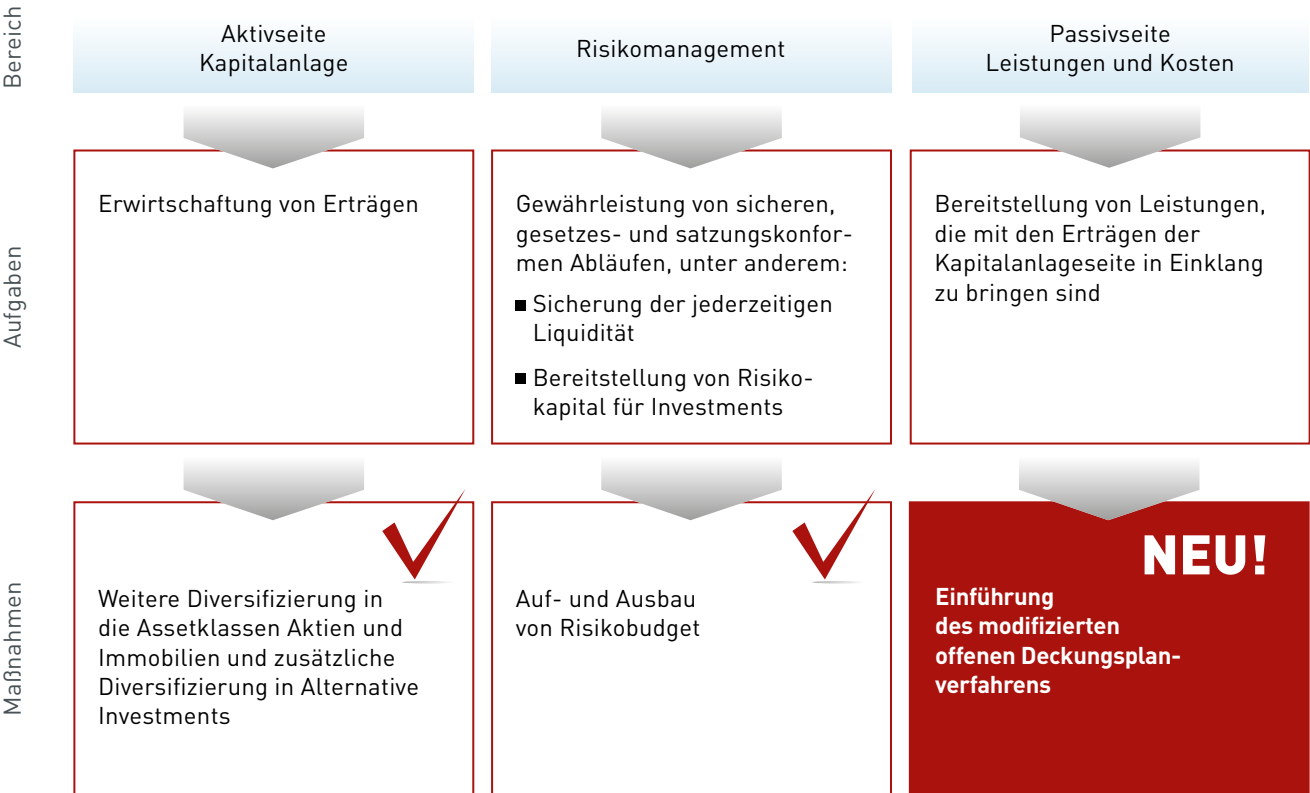 Bereich
Aktivseite
Kapitalanlage
Risikomanagement
Passivseite
Leistungen und Kosten
Aufgaben
Erwirtschaftung von Erträgen
Gewährleistung von sicheren,
gesetzes- und satzungskonfor-
men Abläufen, unter anderem:
■ Sicherung der jederzeitigen
Liquidität
■ Bereitstellung von Risiko-
kapital für Investments
Bereitstellung von Leistungen,
die mit den Erträgen der
Kapitalanlageseite in Einklang
zu bringen sind
Maßnahmen
Weitere Diversifizierung in
die Assetklassen Aktien und
Immobilien und zusätzliche
Diversifizierung in Alternative
Investments
Auf- und Ausbau
von Risikobudget
NEU!
Einführung
des modifizierten
offenen Deckungsplan-
verfahrens